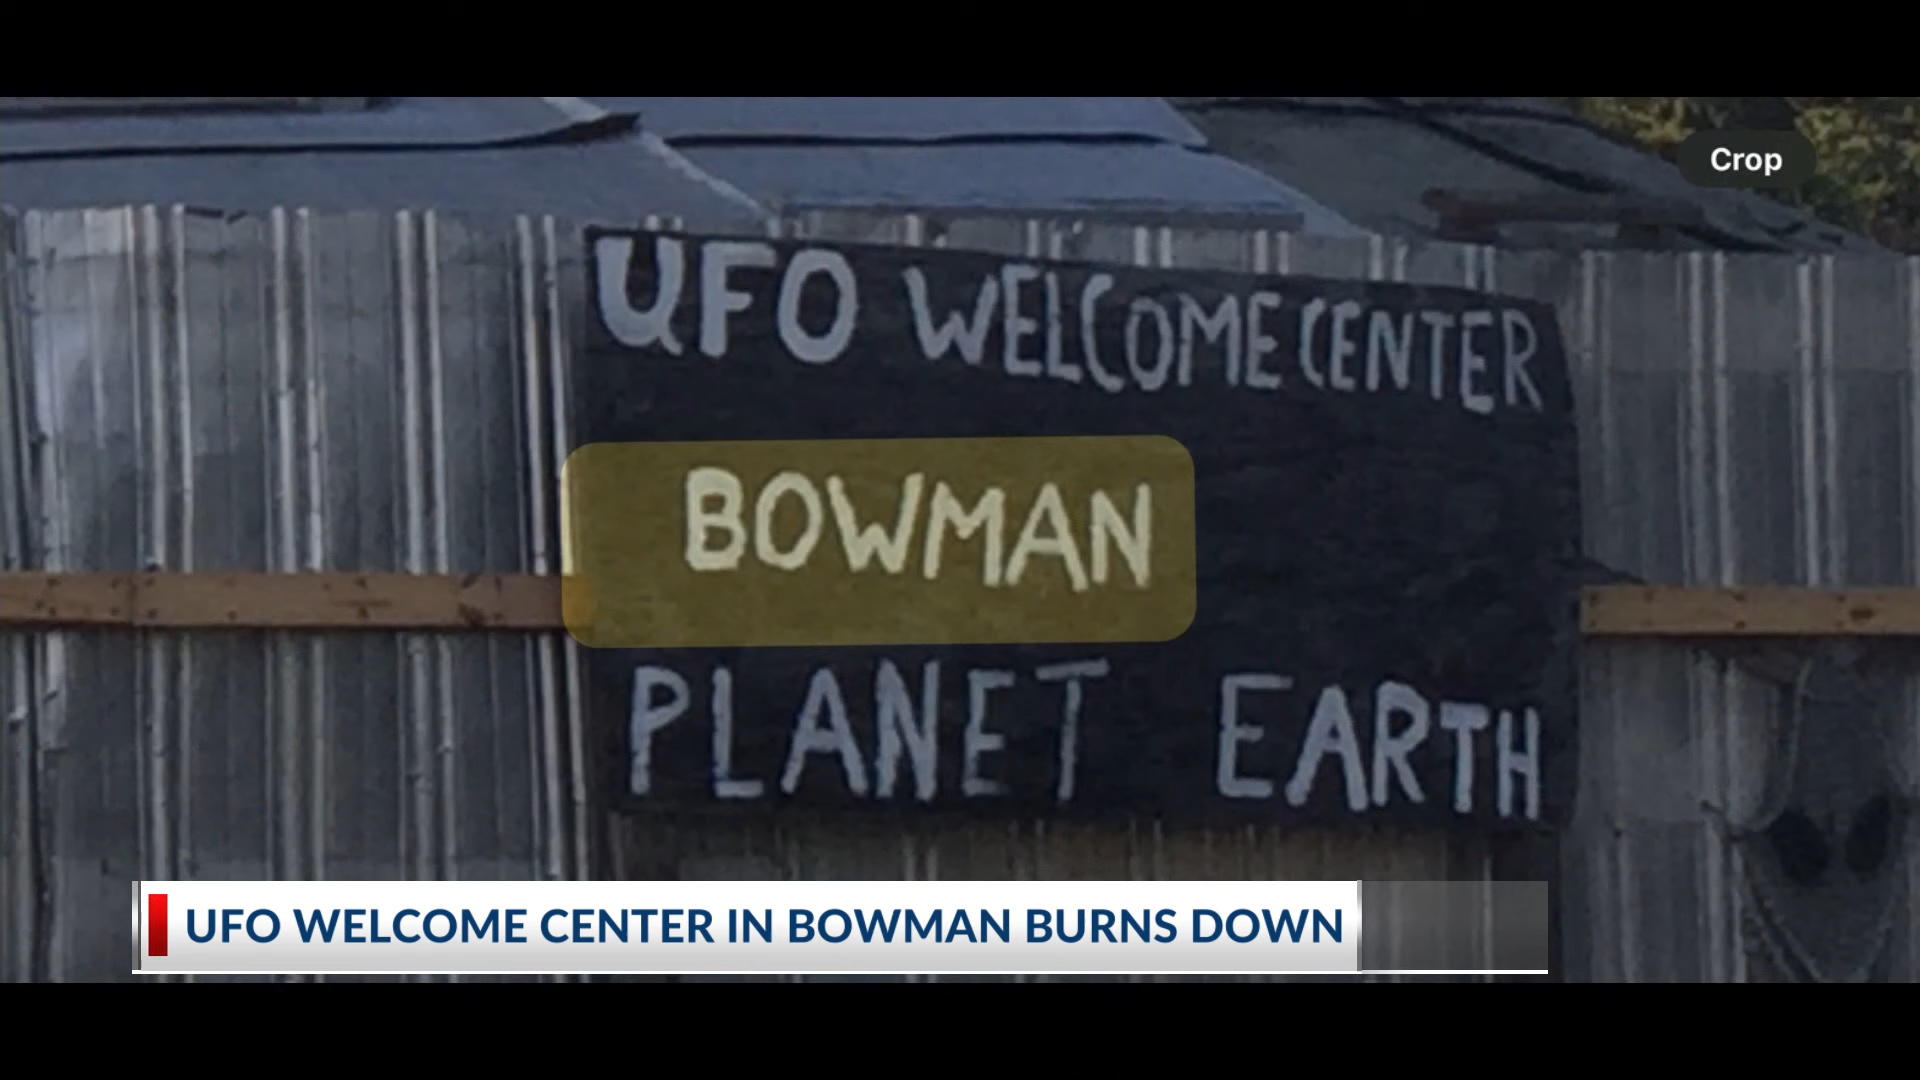 Crop
UFO WELCOME CENTER
BOWMAN
PLANET EARTH
UFO WELCOME CENTER IN BOWMAN BURNS DOWN